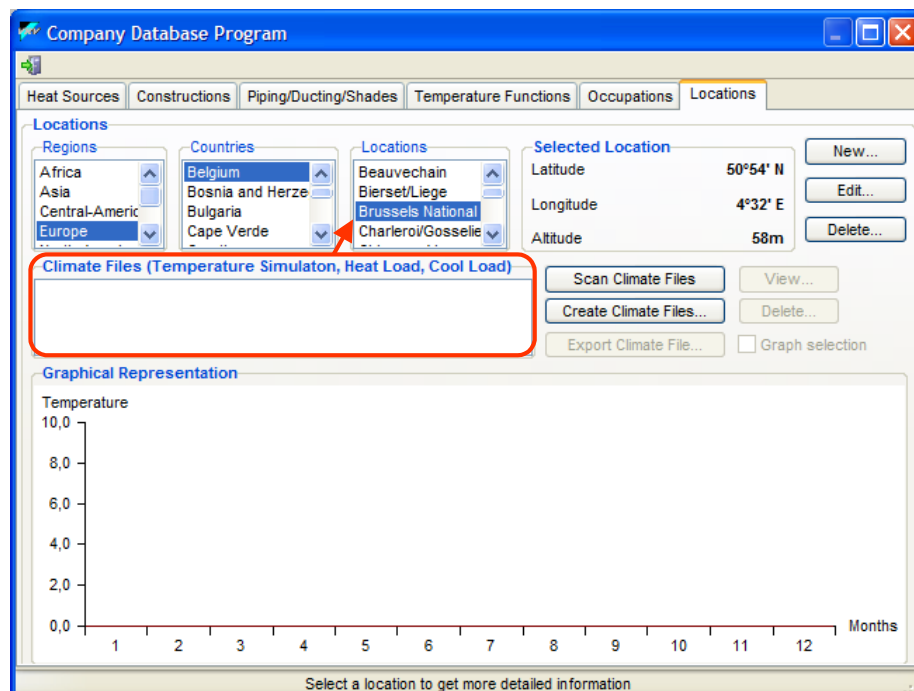 Company Database Program
Heat Sources Constructions Piping/Ducting/Shades Temperature Functions Occupations Locations
Locations
Regions
Africa
Asia
Central-Americ
Europe
Countries
Belgium
Bosnia and Herze
Bulgaria
Cape Verde
Locations
Beauvechain
Bierset/Liege
Brussels National
Charleroi/Gosselie
Selected Location
Latitude 50°54' N
Longitude 4°32' E
Altitude 58m
New...
Edit...
Delete...
Climate Files (Temperature Simulaton, Heat Load, Cool Load)
Scan Climate Files View...
Create Climate Files... Delete...
Export Climate File... Graph selection
Graphical Representation
Temperature
10,0
8,0
6,0
4,0
2,0
0,0
Months
1 2 3 4 5 6 7 8 9 10 11 12
Select a location to get more detailed information